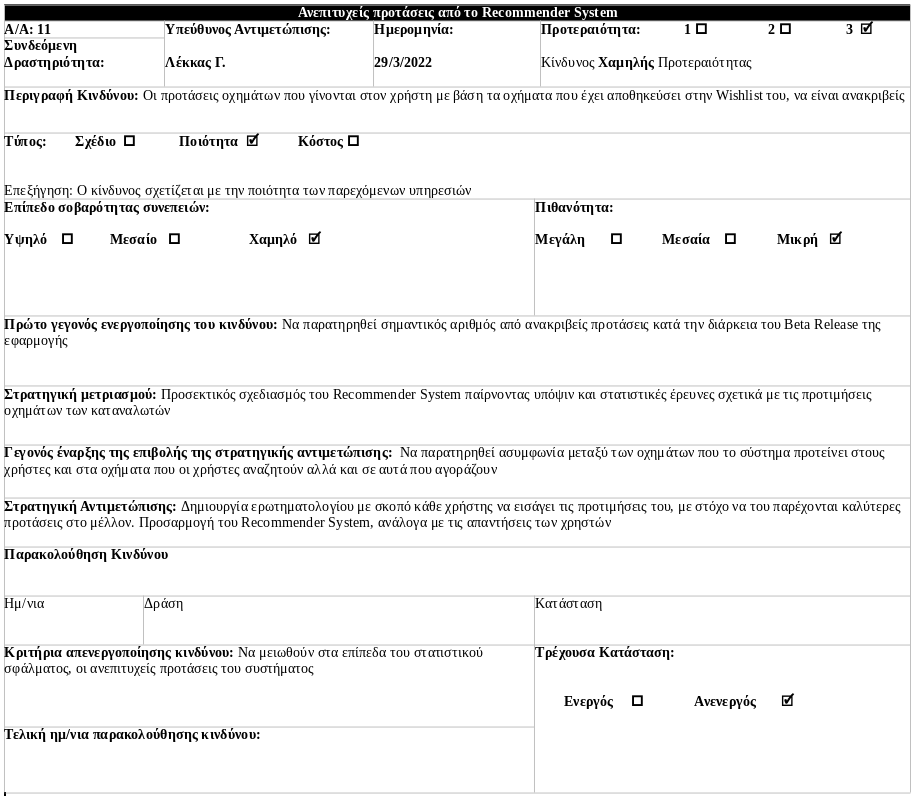 Ανεπιτυχείς προτάσεις από το Recommender System
Α/Α: 11
Υπεύθυνος Αντιμετώπισης:
Ημερομηνία:
Προτεραιότητα: 1 ☐ 2 ☐ 3 ☑
Συνδεόμενη
Δραστηριότητα:
Λέκκας Γ.
29/3/2022
Κίνδυνος Χαμηλής Προτεραιότητας
Περιγραφή Κινδύνου: Οι προτάσεις οχημάτων που γίνονται στον χρήστη με βάση τα οχήματα που έχει αποθηκεύσει στην Wishlist του, να είναι ανακριβείς
Τύπος: Σχέδιο ☐ Ποιότητα ☑ Κόστος ☐
Επεξήγηση: Ο κίνδυνος σχετίζεται με την ποιότητα των παρεχόμενων υπηρεσιών
Επίπεδο σοβαρότητας συνεπειών:
Πιθανότητα:
Υψηλό ☐ Μεσαίο ☐ Χαμηλό ☑
Μεγάλη ☐ Μεσαία ☐ Μικρή ☑
Πρώτο γεγονός ενεργοποίησης του κινδύνου: Να παρατηρηθεί σημαντικός αριθμός από ανακριβείς προτάσεις κατά την διάρκεια του Beta Release της
εφαρμογής
Στρατηγική μετριασμού: Προσεκτικός σχεδιασμός του Recommender System παίρνοντας υπόψιν και στατιστικές έρευνες σχετικά με τις προτιμήσεις
οχημάτων των καταναλωτών
Γεγονός έναρξης της επιβολής της στρατηγικής αντιμετώπισης: Να παρατηρηθεί ασυμφωνία μεταξύ των οχημάτων που το σύστημα προτείνει στους
χρήστες και στα οχήματα που οι χρήστες αναζητούν αλλά και σε αυτά που αγοράζουν
Στρατηγική Αντιμετώπισης: Δημιουργία ερωτηματολογίου με σκοπό κάθε χρήστης να εισάγει τις προτιμήσεις του, με στόχο να του παρέχονται καλύτερες
προτάσεις στο μέλλον. Προσαρμογή του Recommender System, ανάλογα με τις απαντήσεις των χρηστών
Παρακολούθηση Κινδύνου
Ημ/νια
Δράση
Κατάσταση
Κριτήρια απενεργοποίησης κινδύνου: Να μειωθούν στα επίπεδα του στατιστικού
σφάλματος, οι ανεπιτυχείς προτάσεις του συστήματος
Τρέχουσα Κατάσταση:
Ενεργός ☐ Ανενεργός ☑
Τελική ημ/νια παρακολούθησης κινδύνου: